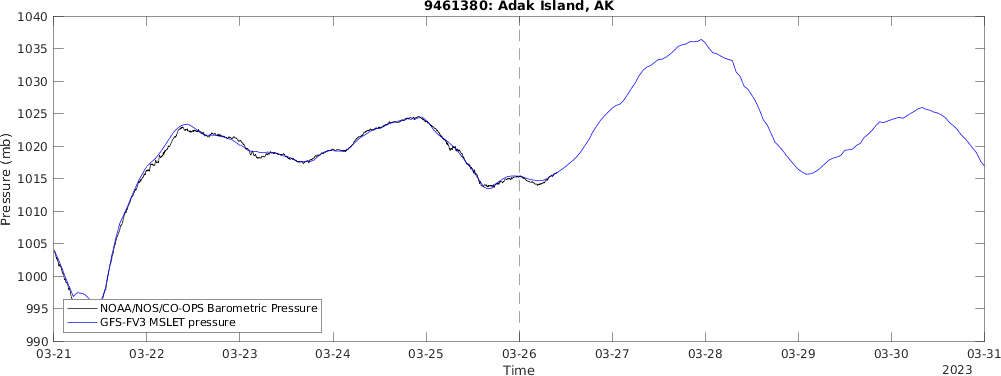 9461380: Adak Island, AK
Pressure (mb)
1040
1035
1030
1025
1020
1015
1010
1005
1000
995
990
NOAA/NOS/CO-OPS Barometric Pressure
GFS-FV3 MSLET pressure
03-21 03-22 03-23 03-24 03-25 03-26 03-27 03-28 03-29 03-30 03-31
Time
2023